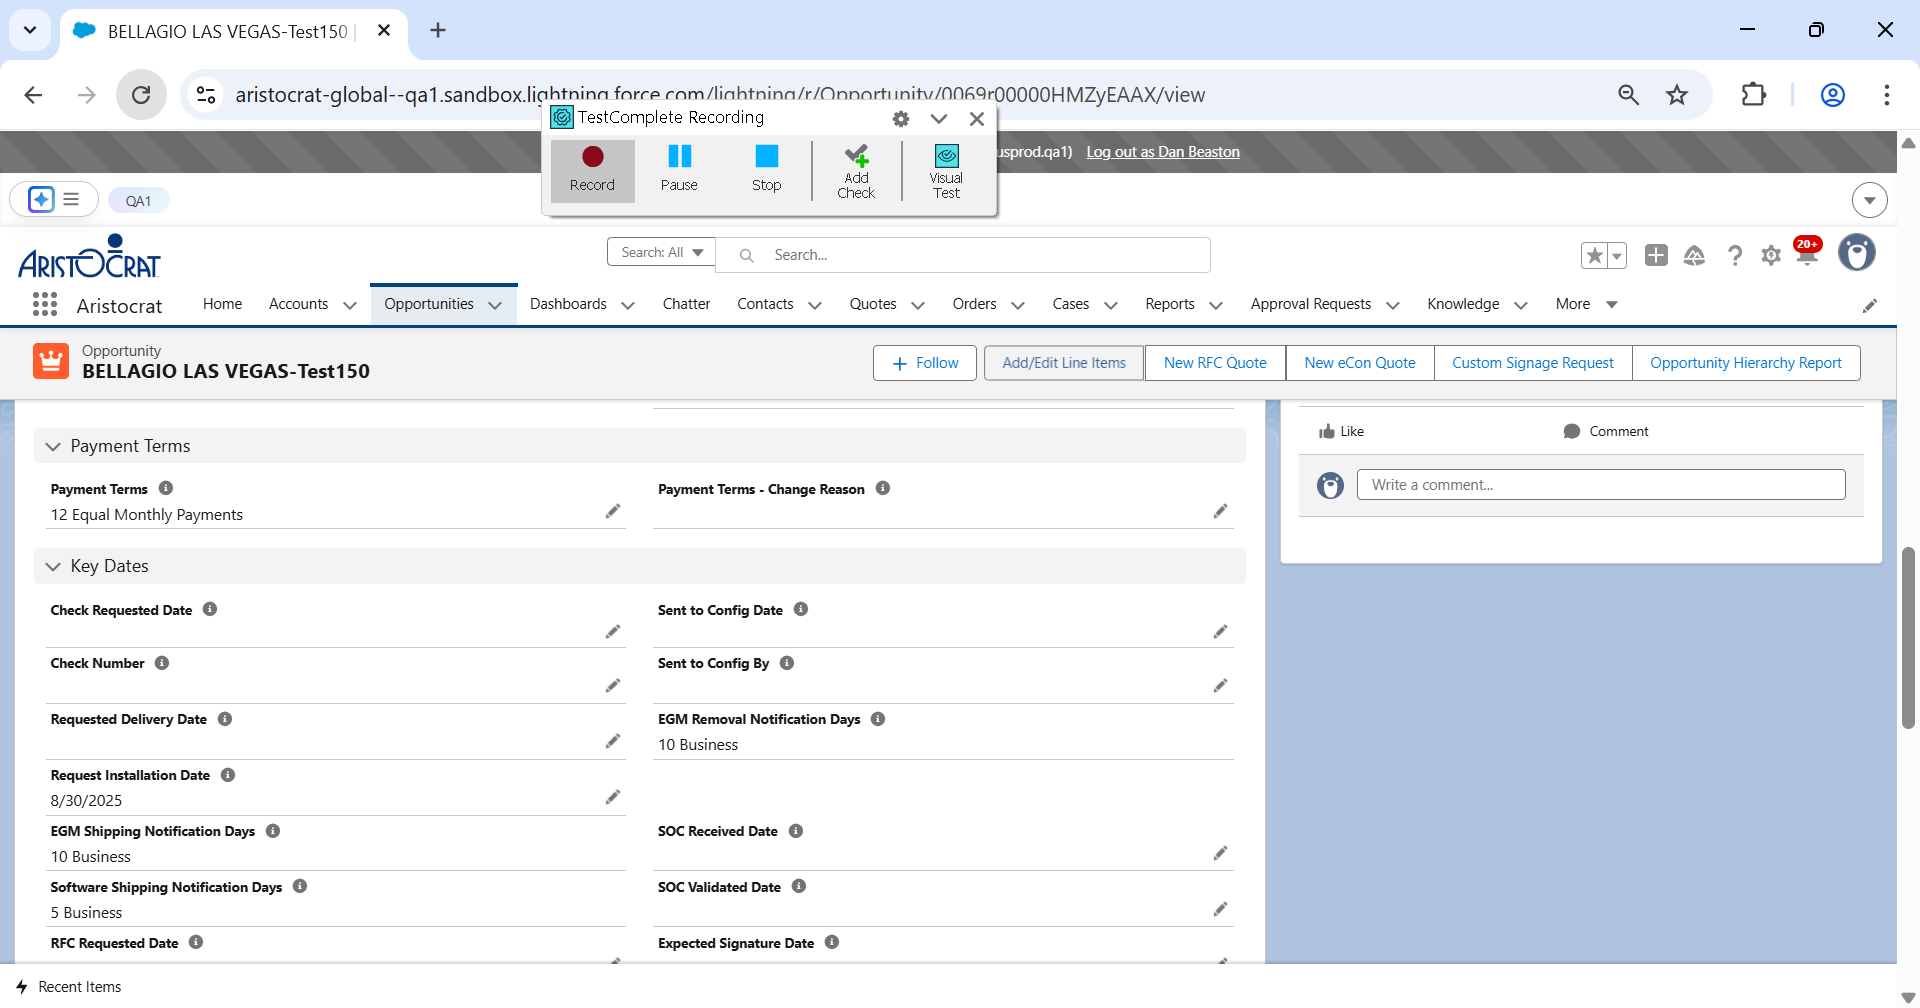 BELLAGIO LAS VEGAS-Test150
aristocrat-global--qa1.sandbox.lightning.force.com/lightning/r/Opportunity/0069r00000HMZyEAAX/view
TestComplete Recording
Record
Pause
Stop
Add Check
Visual Test
usprod.qa1) Log out as Dan Beaston
QA1
ARISTOCRAT
Search: All
Search...
20+
Aristocrat
Home
Accounts
Opportunities
Dashboards
Chatter
Contacts
Quotes
Orders
Cases
Reports
Approval Requests
Knowledge
More
Opportunity
BELLAGIO LAS VEGAS-Test150
Follow
Add/Edit Line Items
New RFC Quote
New eCon Quote
Custom Signage Request
Opportunity Hierarchy Report
Payment Terms
Payment Terms
12 Equal Monthly Payments
Payment Terms - Change Reason
Key Dates
Check Requested Date
Sent to Config Date
Check Number
Sent to Config By
Requested Delivery Date
EGM Removal Notification Days
10 Business
Request Installation Date
8/30/2025
EGM Shipping Notification Days
10 Business
SOC Received Date
Software Shipping Notification Days
5 Business
SOC Validated Date
RFC Requested Date
Expected Signature Date
Like
Comment
Write a comment...
Recent Items